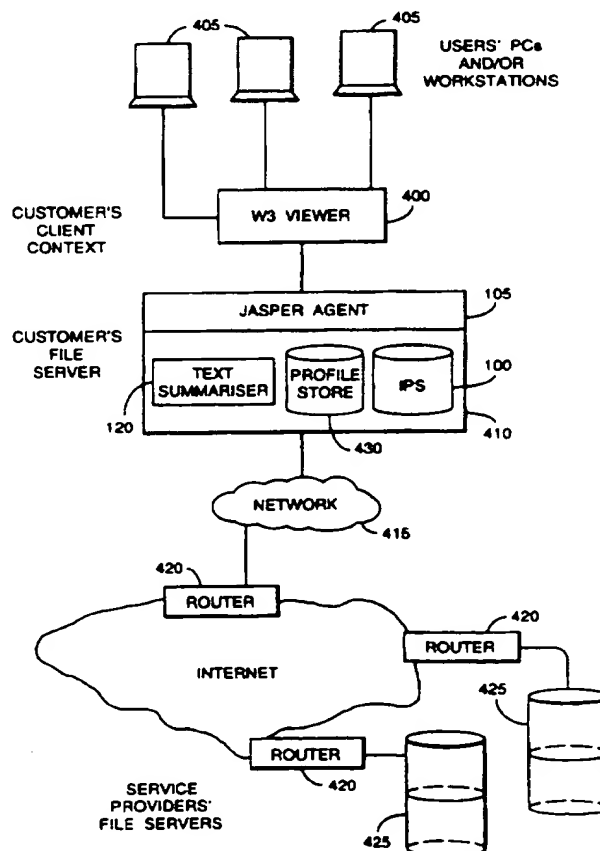 405
405
405
USERS' PCs
AND/OR
WORKSTATIONS
W3 VIEWER
400
CUSTOMER'S
CLIENT
CONTEXT
JASPER AGENT
105
CUSTOMER'S
FILE
SERVER
TEXT
SUMMARISER
PROFILE
STORE
IPS
100
120
430
410
NETWORK
415
420
ROUTER
420
ROUTER
INTERNET
425
ROUTER
420
425
SERVICE
PROVIDERS'
FILE SERVERS